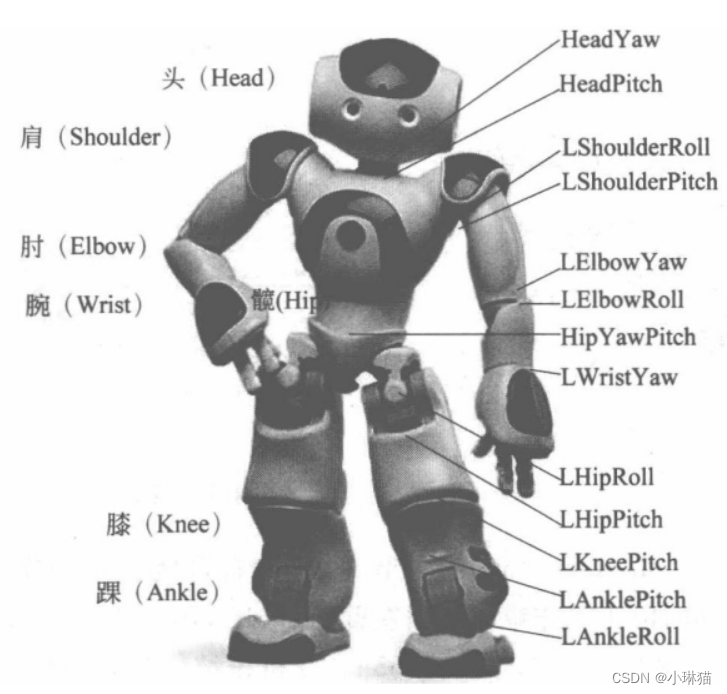 头（Head）
肩（Shoulder）
肘（Elbow）
腕（Wrist）
髋(Hip)
膝（Knee）
踝（Ankle）
HeadYaw
HeadPitch
LShoulderRoll
LShoulderPitch
LElbowYaw
LElbowRoll
HipYawPitch
LWristYaw
LHipRoll
LHipPitch
LKneePitch
LAnklePitch
LAnkleRoll
CSDN @小琳猫